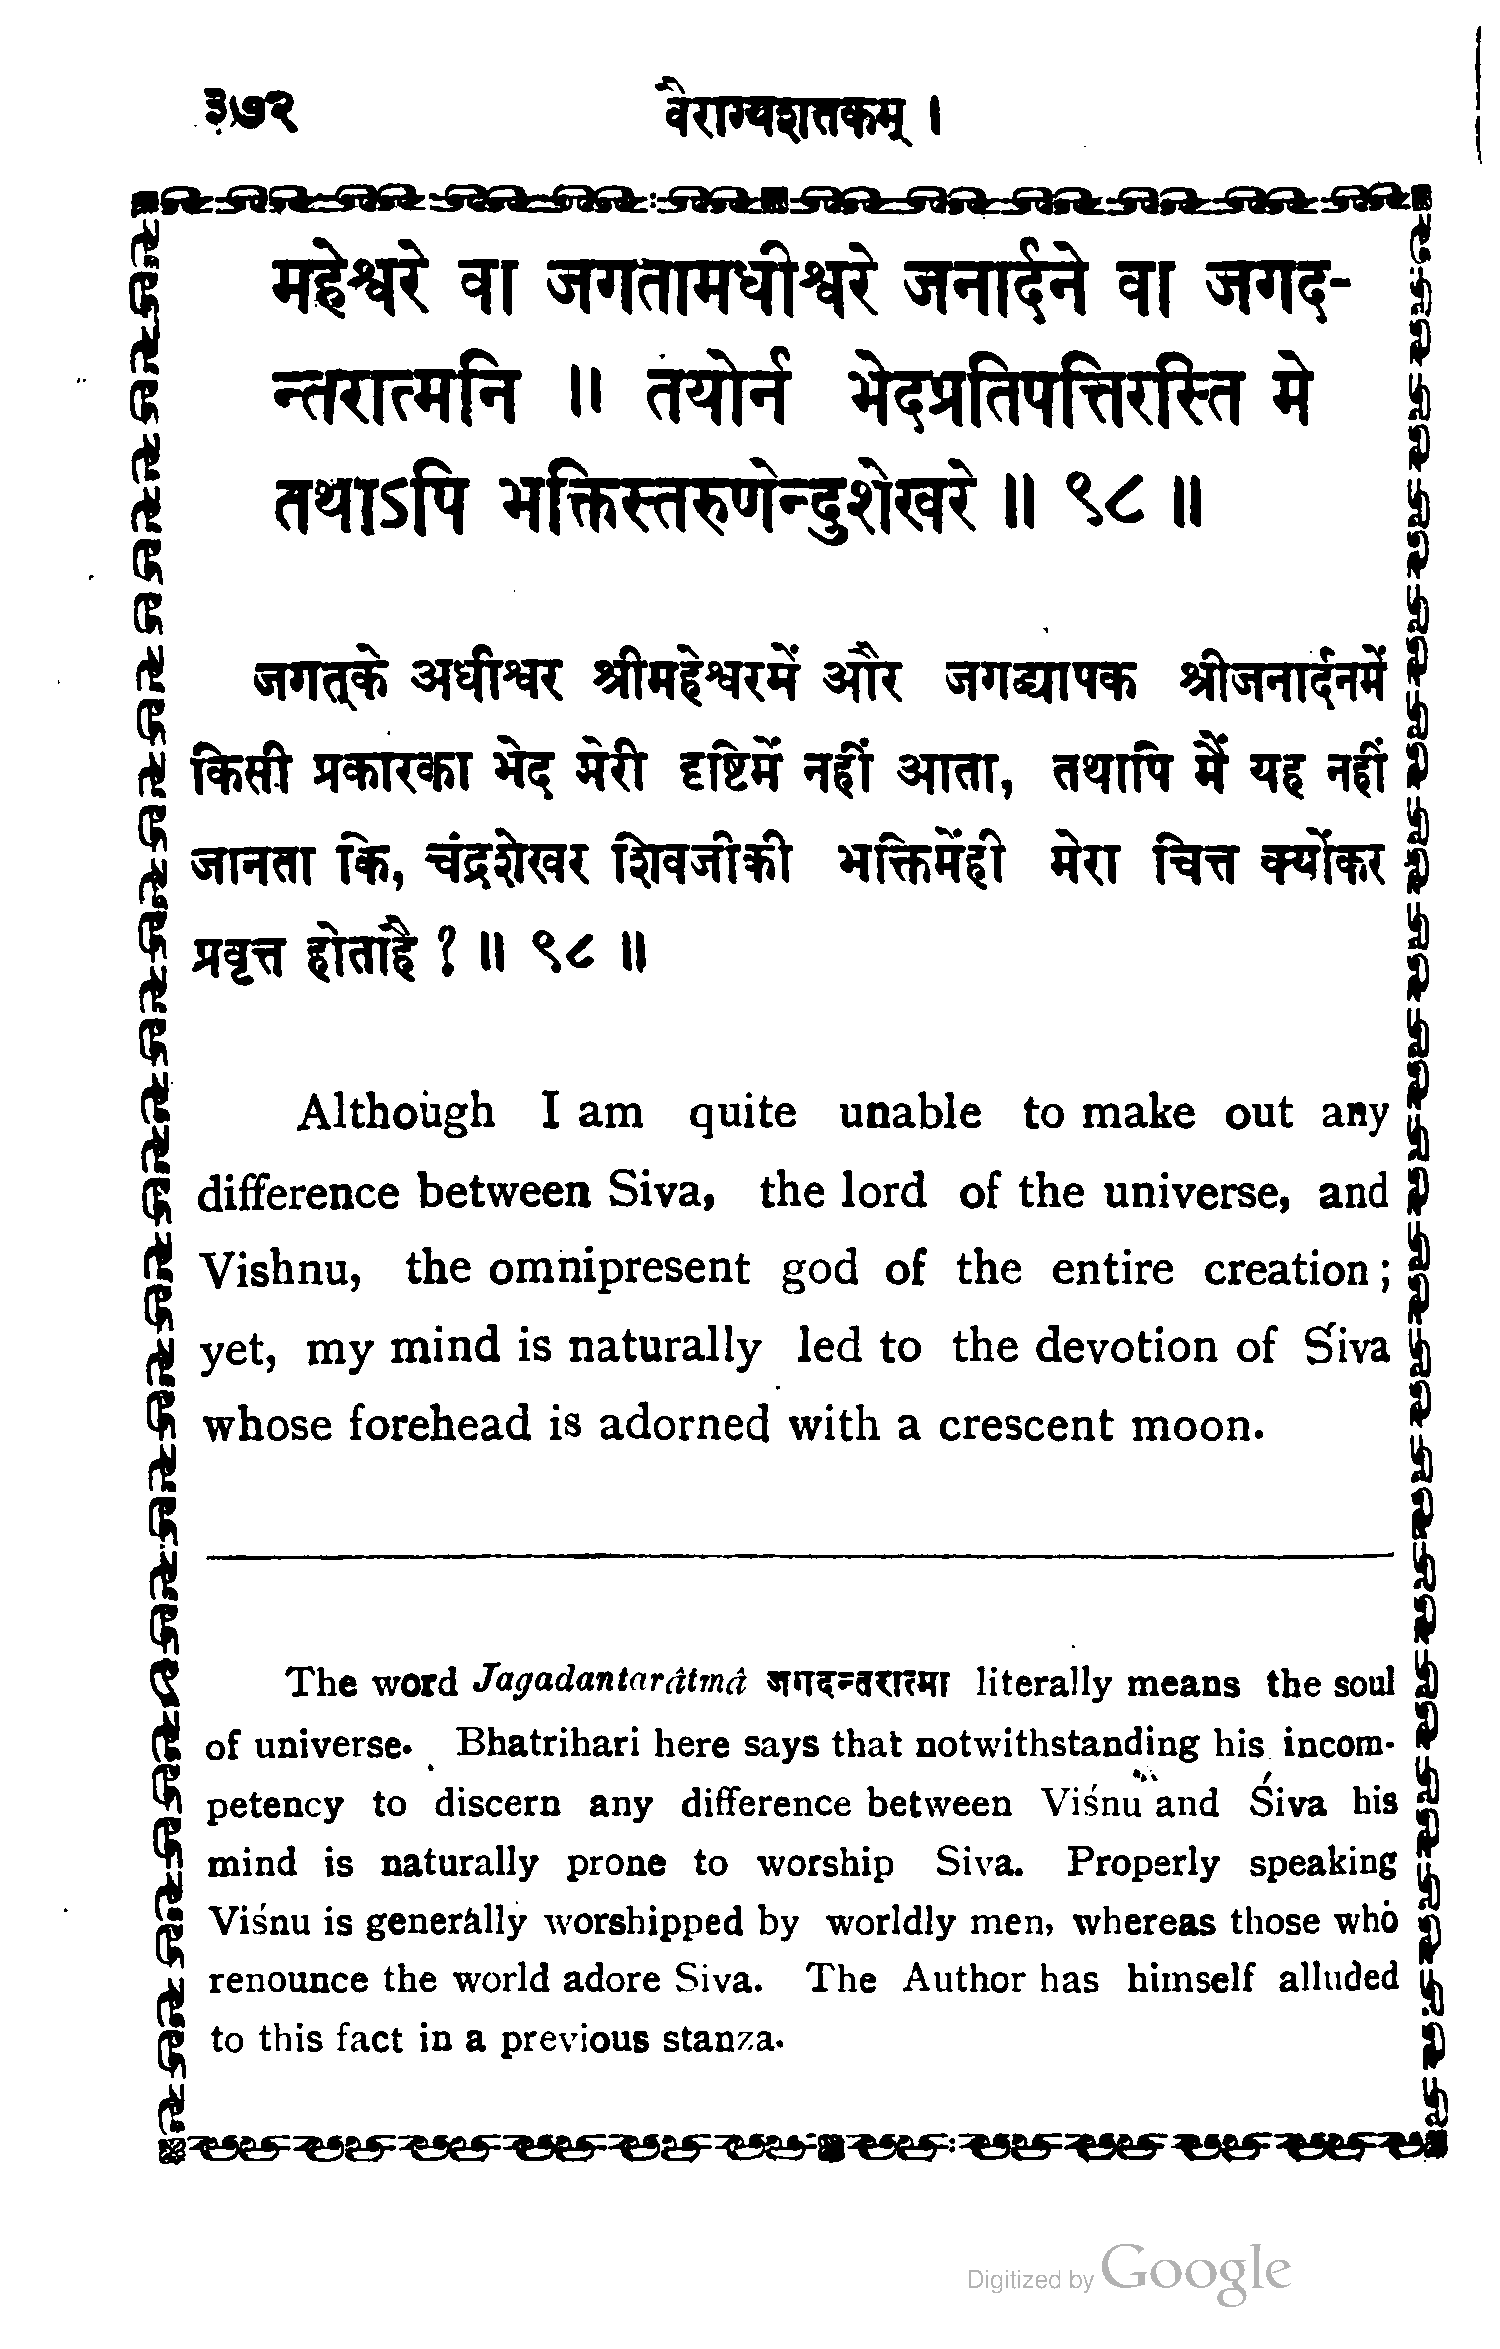 ३७२ वैराग्यशतकम् ।
महेश्वरे वा जगतामधीश्वरे जनार्दने वा जगद-
न्तरात्मनि ॥ तयोर्न भेदप्रतिपत्तिरस्ति मे
तथाऽपि भक्तिस्तरुणेन्दुशेखरे ॥ ९८ ॥
जगत्के अधीश्वर श्रीमहेश्वरमें और जगद्व्यापक श्रीजनार्दनमें
किसी प्रकारका भेद मेरी दृष्टिमें नहीं आता, तथापि मैं यह नहीं
जानता कि, चंद्रशेखर शिवजीकी भक्तिमेंही मेरा चित्त क्योंकर
प्रवृत्त होताहै ? ॥ ९८ ॥
Although I am quite unable to make out any
difference between Siva, the lord of the universe, and
Vishnu, the omnipresent god of the entire creation;
yet, my mind is naturally led to the devotion of Śiva
whose forehead is adorned with a crescent moon.
The word Jagadantarâtmâ जगदन्तरात्मा literally means the soul
of universe. Bhatrihari here says that notwithstanding his incom-
petency to discern any difference between Viśnu and Śiva his
mind is naturally prone to worship Siva. Properly speaking
Viśnu is generally worshipped by worldly men, whereas those who
renounce the world adore Siva. The Author has himself alluded
to this fact in a previous stanza.
Digitized by Google